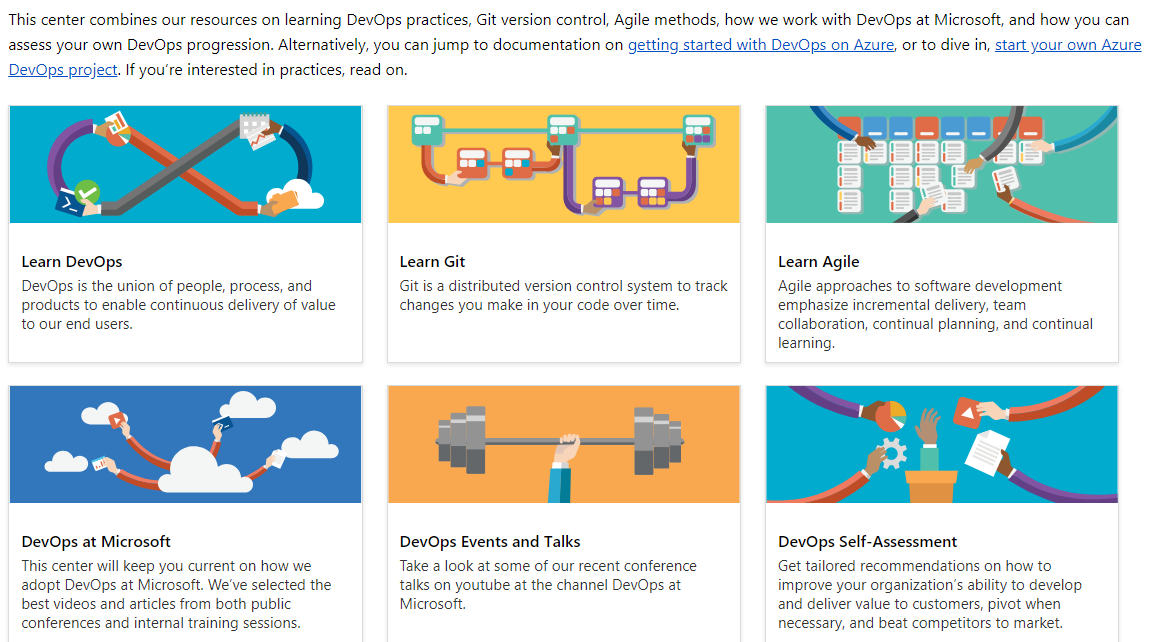 This center combines our resources on learning DevOps practices, Git version control, Agile methods, how we work with DevOps at Microsoft, and how you can
assess your own DevOps progression. Alternatively, you can jump to documentation on getting started with DevOps on Azure, or to dive in, start your own Azure
DevOps project. If you’re interested in practices, read on.
Learn DevOps
DevOps is the union of people, process, and
products to enable continuous delivery of value
to our end users.
Learn Git
Git is a distributed version control system to track
changes you make in your code over time.
Learn Agile
Agile approaches to software development
emphasize incremental delivery, team
collaboration, continual planning, and continual
learning.
DevOps at Microsoft
This center will keep you current on how we
adopt DevOps at Microsoft. We’ve selected the
best videos and articles from both public
conferences and internal training sessions.
DevOps Events and Talks
Take a look at some of our recent conference
talks on youtube at the channel DevOps at
Microsoft.
DevOps Self-Assessment
Get tailored recommendations on how to
improve your organization’s ability to develop
and deliver value to customers, pivot when
necessary, and beat competitors to market.